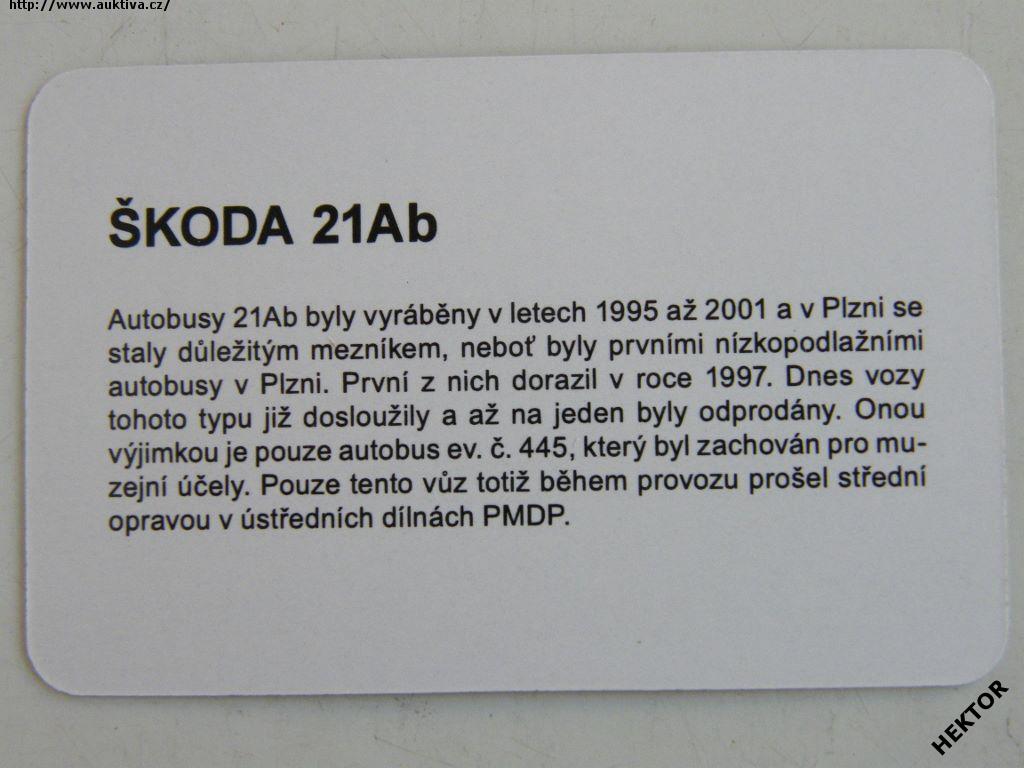 http://www.auktiva.cz/
ŠKODA 21Ab
Autobusy 21Ab byly vyráběny v letech 1995 až 2001 a v Plzni se
staly důležitým mezníkem, neboť byly prvními nízkopodlažními
autobusy v Plzni. První z nich dorazil v roce 1997. Dnes vozy
tohoto typu již dosloužily a až na jeden byly odprodány. Onou
výjimkou je pouze autobus ev. č. 445, který byl zachován pro mu-
zejní účely. Pouze tento vůz totiž během provozu prošel střední
opravou v ústředních dílnách PMDP.
HEKTOR